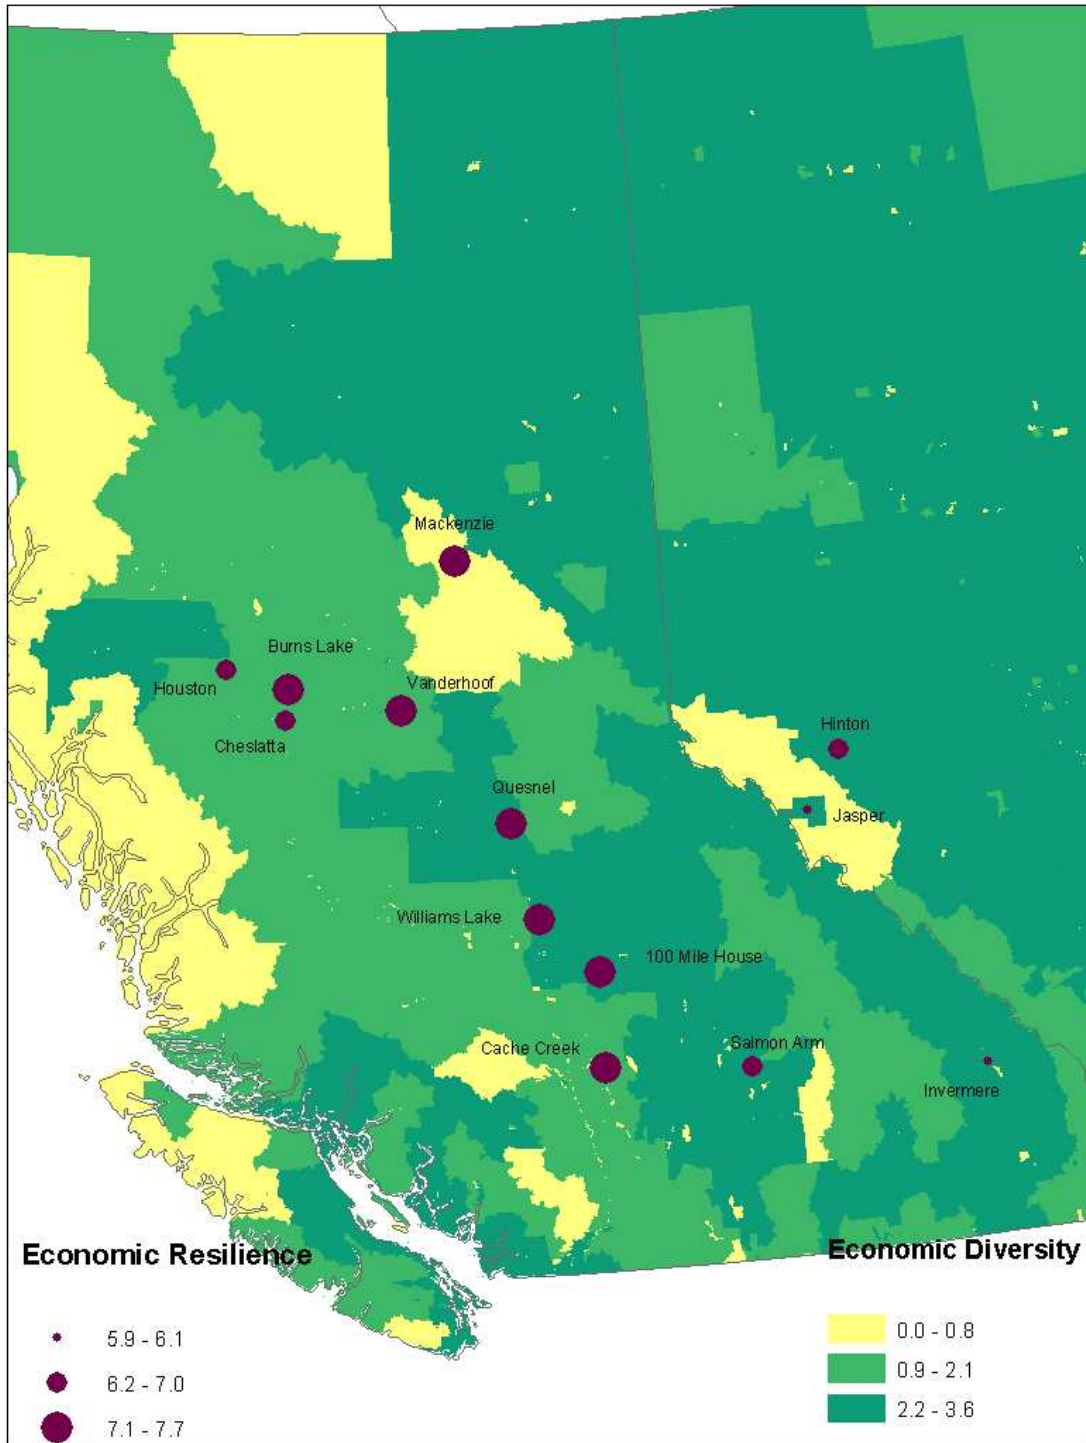 Mackenzie
Burns Lake
Houston
Vanderhoof
Cheslatta
Hinton
Quesnel
Jasper
Williams Lake
100 Mile House
Cache Creek
Salmon Arm
Invermere
Economic Resilience
5.9 - 6.1
6.2 - 7.0
7.1 - 7.7
Economic Diversity
0.0 - 0.8
0.9 - 2.1
2.2 - 3.6